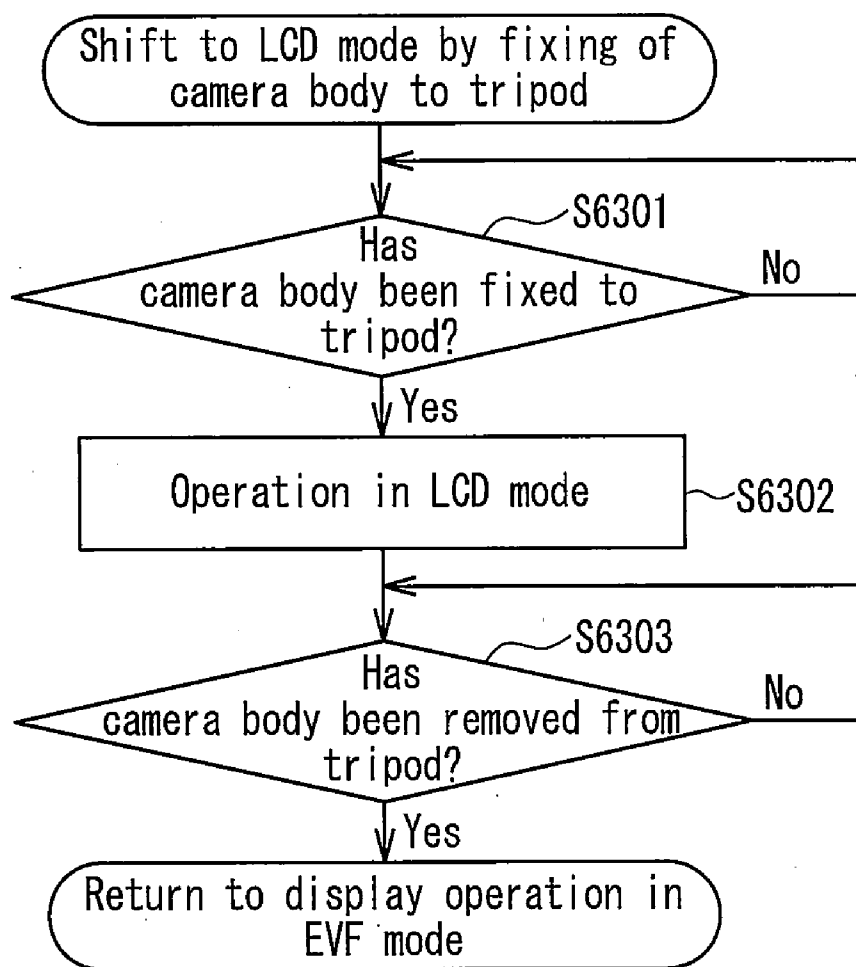 Shift to LCD mode by fixing of
camera body to tripod
S6301
Has
camera body been fixed to
tripod?
No
Yes
Operation in LCD mode
S6302
S6303
Has
camera body been removed from
tripod?
No
Yes
Return to display operation in
EVF mode